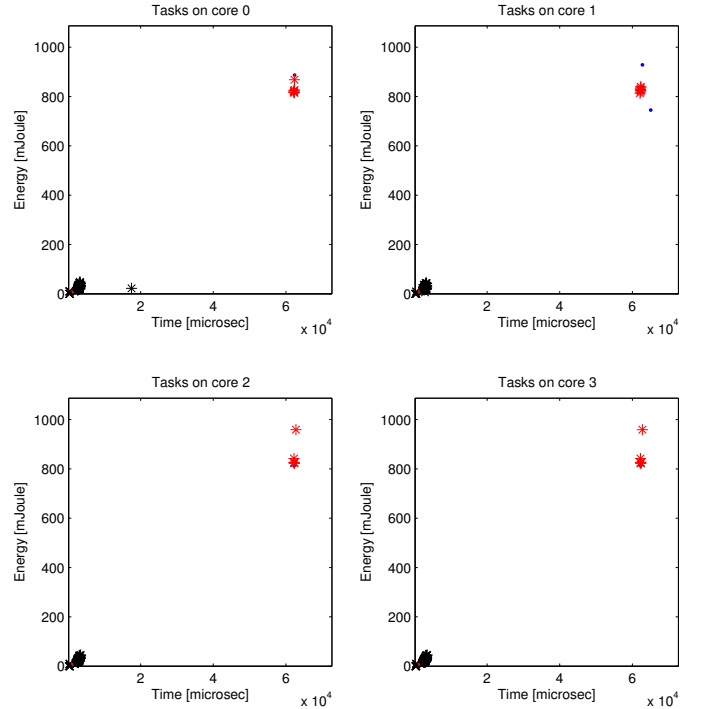 Tasks on core 0
Energy [mJoule]
1000
800
600
400
200
0
2 4 6
Time [microsec]
x 10^4
Tasks on core 1
Energy [mJoule]
1000
800
600
400
200
0
2 4 6
Time [microsec]
x 10^4
Tasks on core 2
Energy [mJoule]
1000
800
600
400
200
0
2 4 6
Time [microsec]
x 10^4
Tasks on core 3
Energy [mJoule]
1000
800
600
400
200
0
2 4 6
Time [microsec]
x 10^4